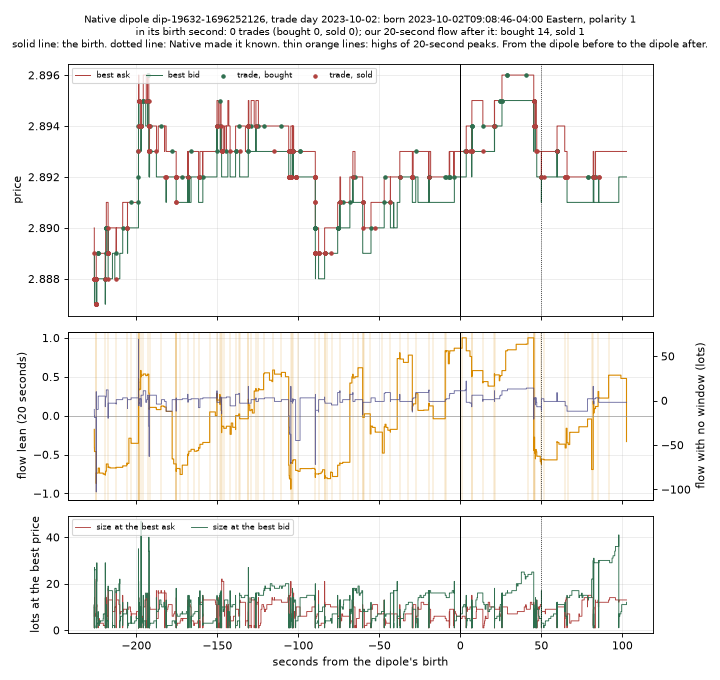 Native dipole dip-19632-1696252126, trade day 2023-10-02: born 2023-10-02T09:08:46-04:00 Eastern, polarity 1
in its birth second: 0 trades (bought 0, sold 0); our 20-second flow after it: bought 14, sold 1
solid line: the birth. dotted line: Native made it known. thin orange lines: highs of 20-second peaks. From the dipole before to the dipole after.
best ask
best bid
trade, bought
trade, sold
2.896
2.894
2.892
2.890
2.888
price
1.0
0.5
0.0
−0.5
−1.0
flow lean (20 seconds)
50
0
−50
−100
flow with no window (lots)
size at the best ask
size at the best bid
40
20
0
lots at the best price
−200
−150
−100
−50
0
50
100
seconds from the dipole's birth